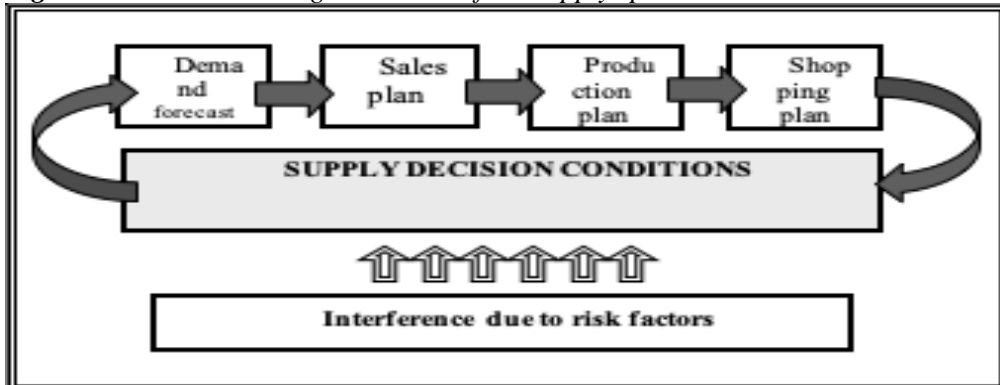 Dema
nd
forecast
Sales
plan
Produ
ction
plan
Shop
ping
plan
SUPPLY DECISION CONDITIONS
Interference due to risk factors